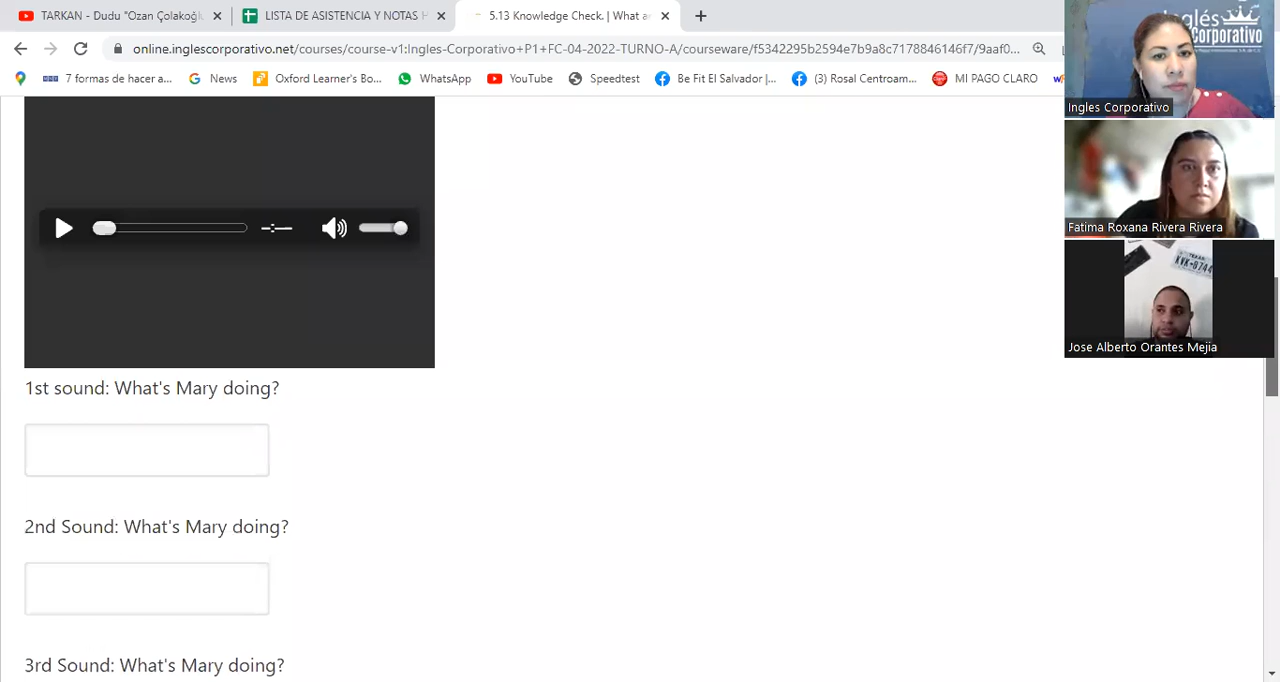 TARKAN - Dudu "Ozan Çolakoğlu
LISTA DE ASISTENCIA Y NOTAS H
5.13 Knowledge Check. | What a
online.inglescorporativo.net/courses/course-v1:Ingles-Corporativo+P1+FC-04-2022-TURNO-A/courseware/f5342295b2594e7b9a8c7178846146f7/9aaf0...
7 formas de hacer a...
News
Oxford Learner's Bo...
WhatsApp
YouTube
Speedtest
Be Fit El Salvador |...
(3) Rosal Centroam...
MI PAGO CLARO
Inglés
Corporativo
Ingles Corporativo
Fatima Roxana Rivera Rivera
TEXAS
Jose Alberto Orantes Mejia
-:--
1st sound: What's Mary doing?
2nd Sound: What's Mary doing?
3rd Sound: What's Mary doing?